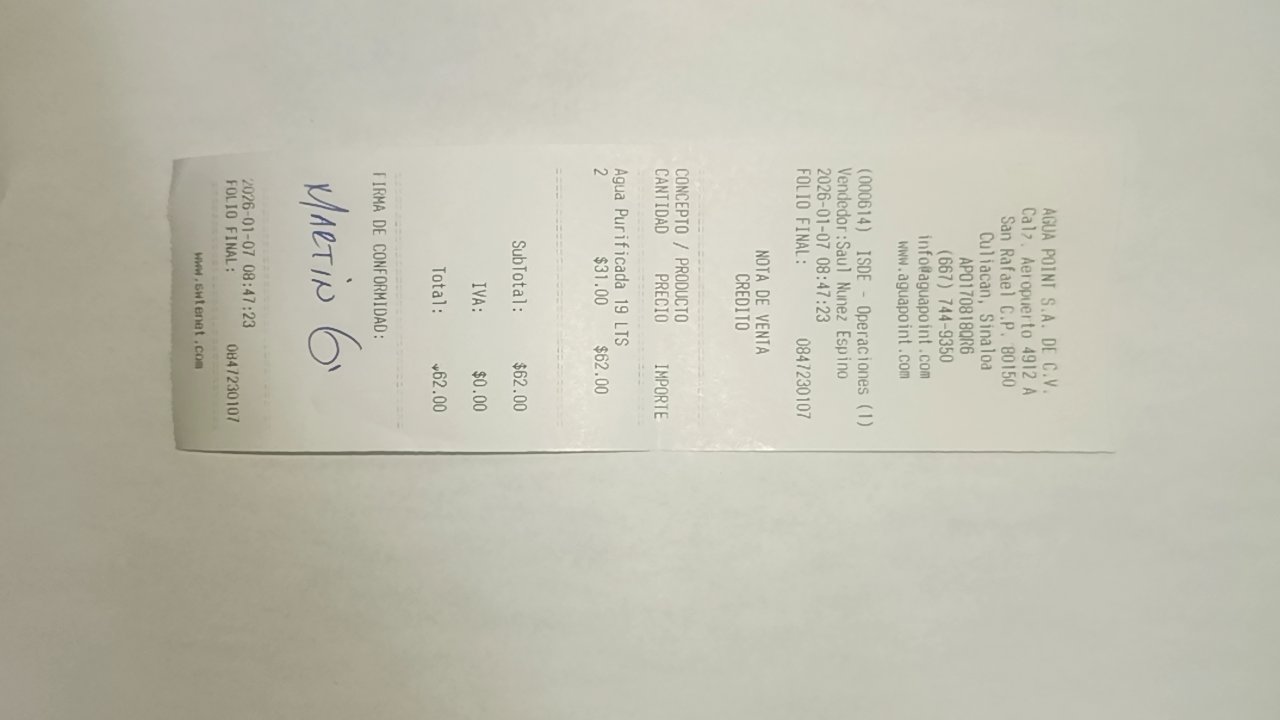 AGUA POINT S.A. DE C.V.
Calz. Aeropuerto 4912 A
San Rafael C.P. 80150
Culiacan, Sinaloa
APO170818QR6
(667) 744-9350
info@aguapoint.com
www.aguapoint.com
(000614) ISDE - Operaciones (1)
Vendedor:Saul Nunez Espino
2026-01-07 08:47:23
FOLIO FINAL: 0847230107
NOTA DE VENTA
CREDITO
CONCEPTO / PRODUCTO
CANTIDAD PRECIO IMPORTE
Agua Purificada 19 LTS
2 $31.00 $62.00
SubTotal: $62.00
IVA: $0.00
Total: $62.00
FIRMA DE CONFORMIDAD:
MARTIN G
2026-01-07 08:47:23
FOLIO FINAL: 0847230107
www.swtenet.com